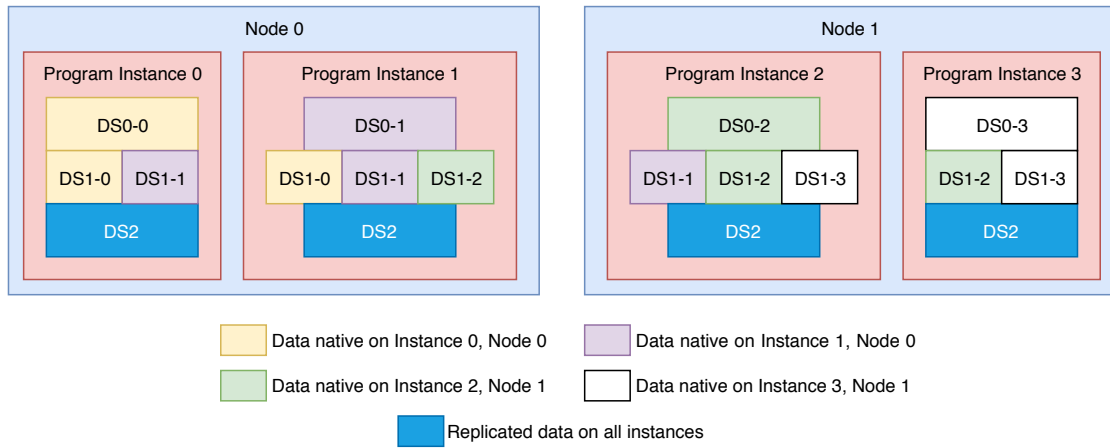 Node 0
Node 1
Program Instance 0
Program Instance 1
Program Instance 2
Program Instance 3
DS0-0
DS0-1
DS0-2
DS0-3
DS1-0
DS1-1
DS1-0
DS1-1
DS1-2
DS1-1
DS1-2
DS1-3
DS1-2
DS1-3
DS2
DS2
DS2
DS2
Data native on Instance 0, Node 0
Data native on Instance 1, Node 0
Data native on Instance 2, Node 1
Data native on Instance 3, Node 1
Replicated data on all instances